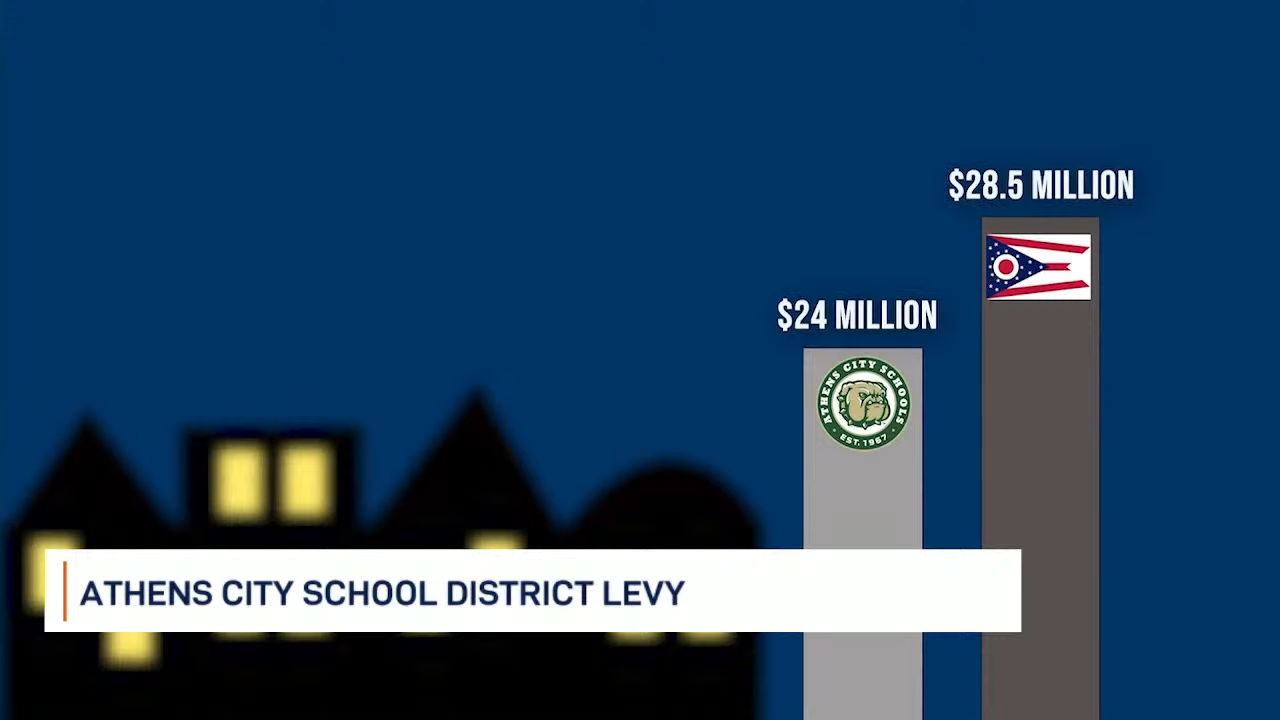 $28.5 MILLION
$24 MILLION
ATHENS CITY SCHOOLS
EST. 1967
ATHENS CITY SCHOOL DISTRICT LEVY